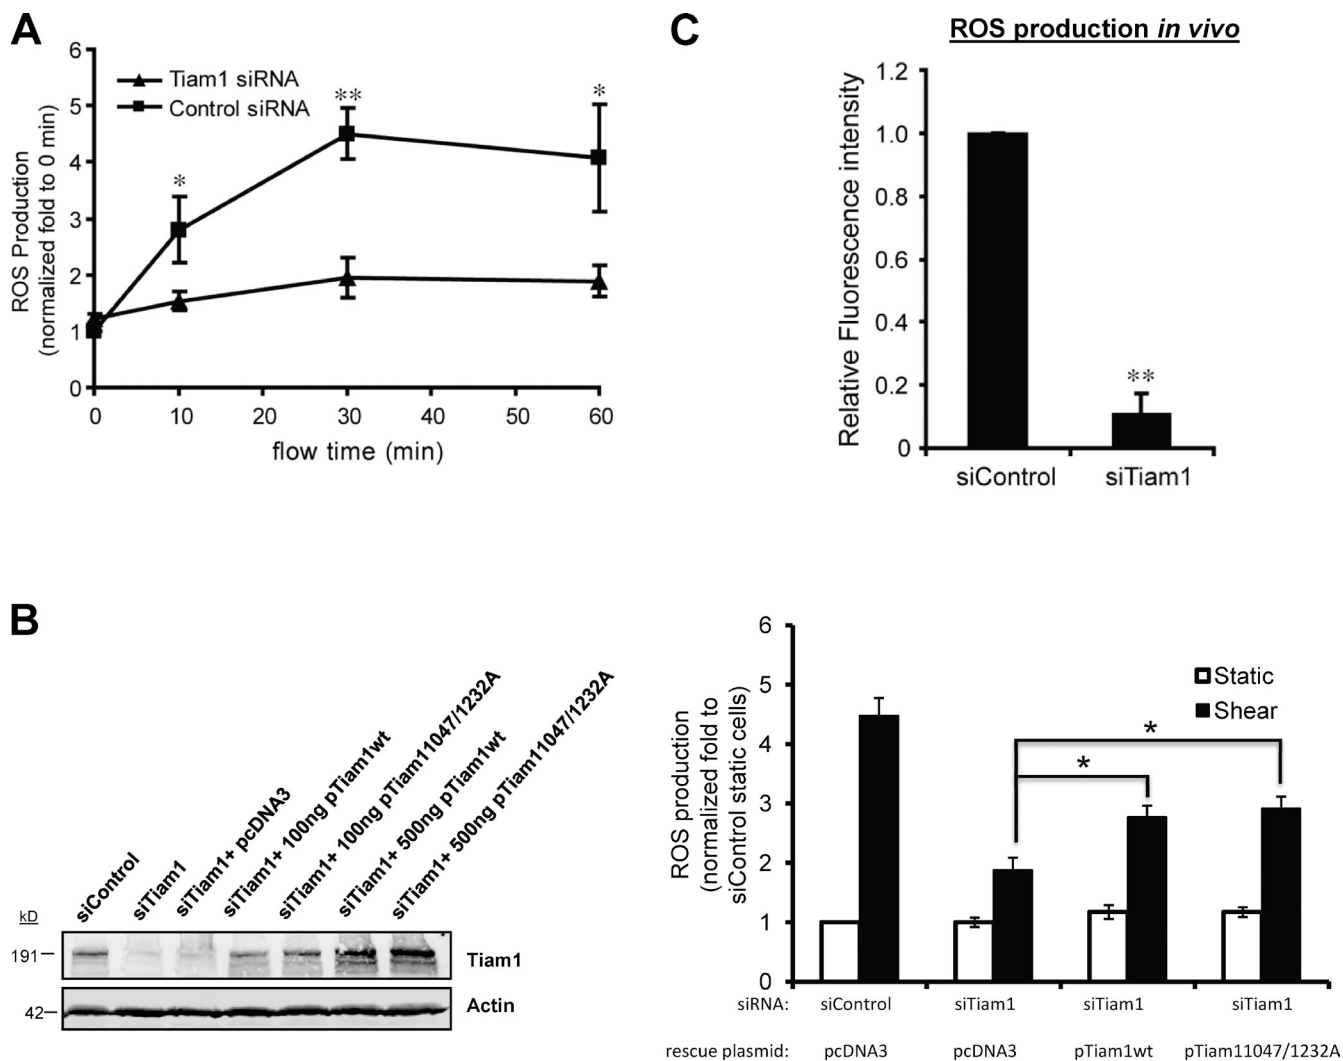 A
6
5
4
3
2
1
0
ROS Production
(normalized fold to 0 min)
Tiam1 siRNA
Control siRNA
*
**
*
0
10
20
30
40
50
60
flow time (min)
C
ROS production in vivo
1.2
1.0
0.8
0.6
0.4
0.2
0
Relative Fluorescence intensity
**
siControl
siTiam1
B
siControl
siTiam1
siTiam1+ pcDNA3
siTiam1+ 100ng pTiam1wt
siTiam1+ 100ng pTiam11047/1232A
siTiam1+ 500ng pTiam1wt
siTiam1+ 500ng pTiam11047/1232A
kD
191
Tiam1
42
Actin
6
5
4
3
2
1
0
ROS production
(normalized fold to
siControl static cells)
Static
Shear
*
*
siRNA: siControl siTiam1 siTiam1 siTiam1
rescue plasmid: pcDNA3 pcDNA3 pTiam1wt pTiam11047/1232A